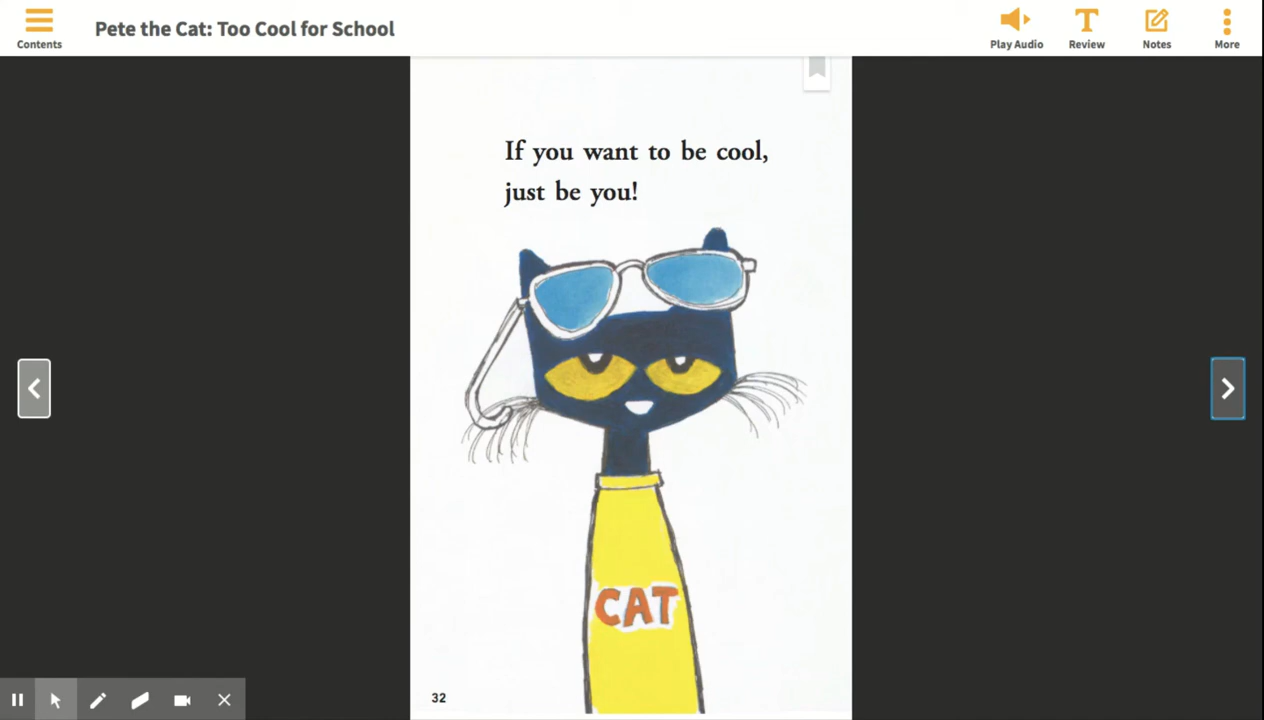 Contents
Pete the Cat: Too Cool for School
Play Audio
Review
Notes
More
If you want to be cool,
just be you!
CAT
32